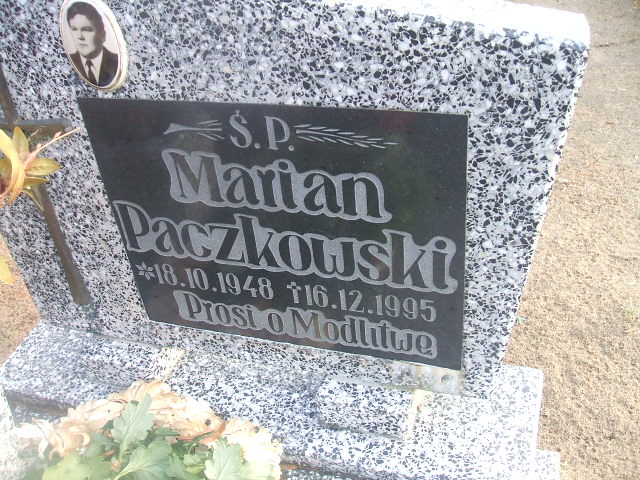 Ś.P.
Marian
Paczkowski
*18.10.1948 †16.12.1995
Prosi o Modlitwę